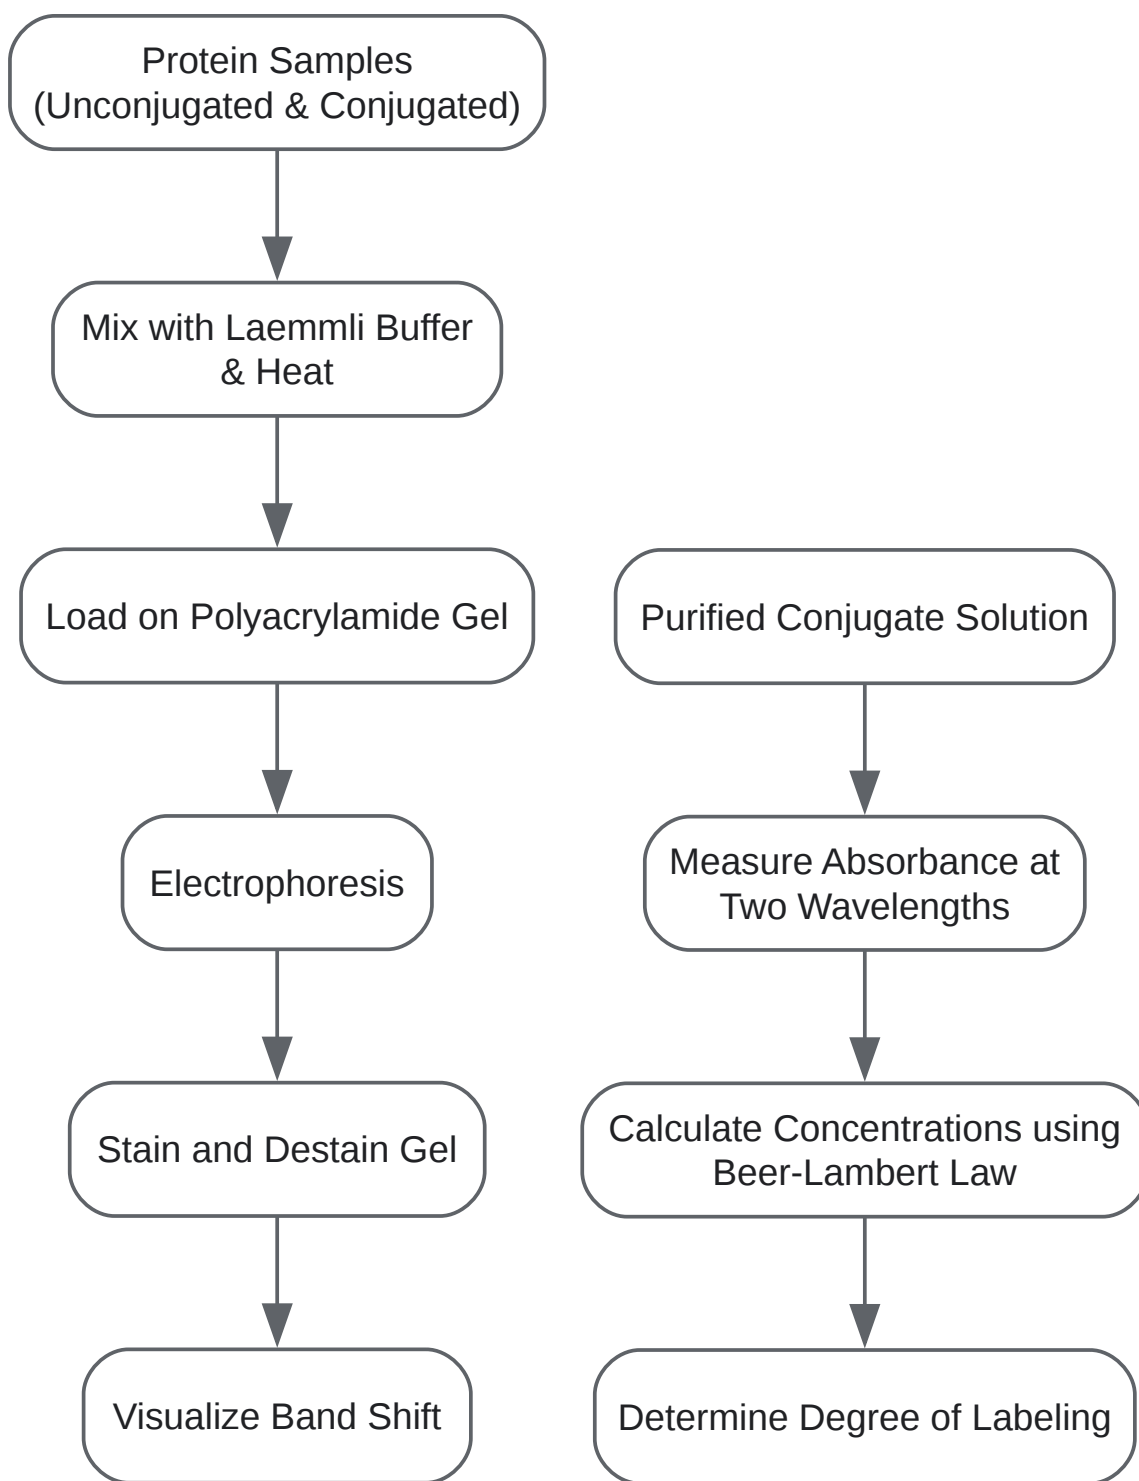 Protein Samples
(Unconjugated & Conjugated)
Mix with Laemmli Buffer
& Heat
Load on Polyacrylamide Gel
Electrophoresis
Stain and Destain Gel
Visualize Band Shift
Purified Conjugate Solution
Measure Absorbance at
Two Wavelengths
Calculate Concentrations using
Beer-Lambert Law
Determine Degree of Labeling